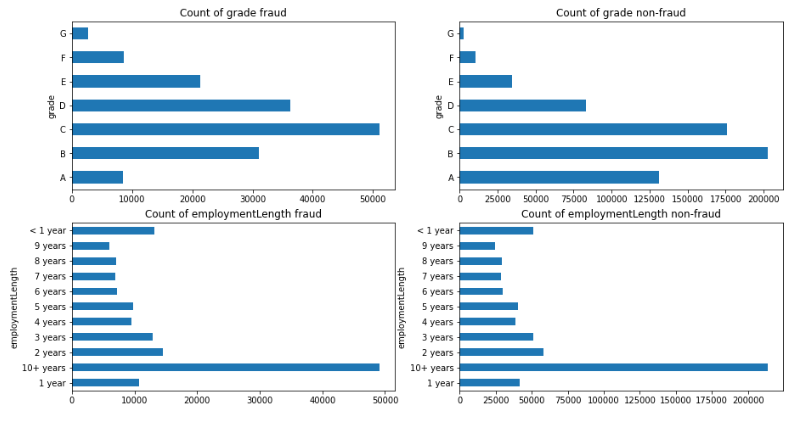 Count of grade fraud
grade
G
F
E
D
C
B
A
0 10000 20000 30000 40000 50000
Count of grade non-fraud
grade
G
F
E
D
C
B
A
0 25000 50000 75000 100000 125000 150000 175000 200000
Count of employmentLength fraud
employmentLength
< 1 year
9 years
8 years
7 years
6 years
5 years
4 years
3 years
2 years
10+ years
1 year
0 10000 20000 30000 40000 50000
Count of employmentLength non-fraud
employmentLength
< 1 year
9 years
8 years
7 years
6 years
5 years
4 years
3 years
2 years
10+ years
1 year
0 25000 50000 75000 100000 125000 150000 175000 200000